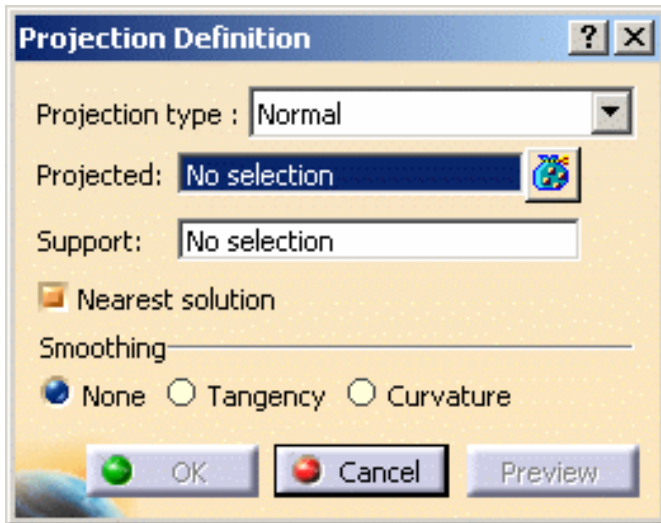 Projection Definition ? X
Projection type : Normal
Projected: No selection
Support: No selection
Nearest solution
Smoothing
None Tangency Curvature
OK Cancel Preview